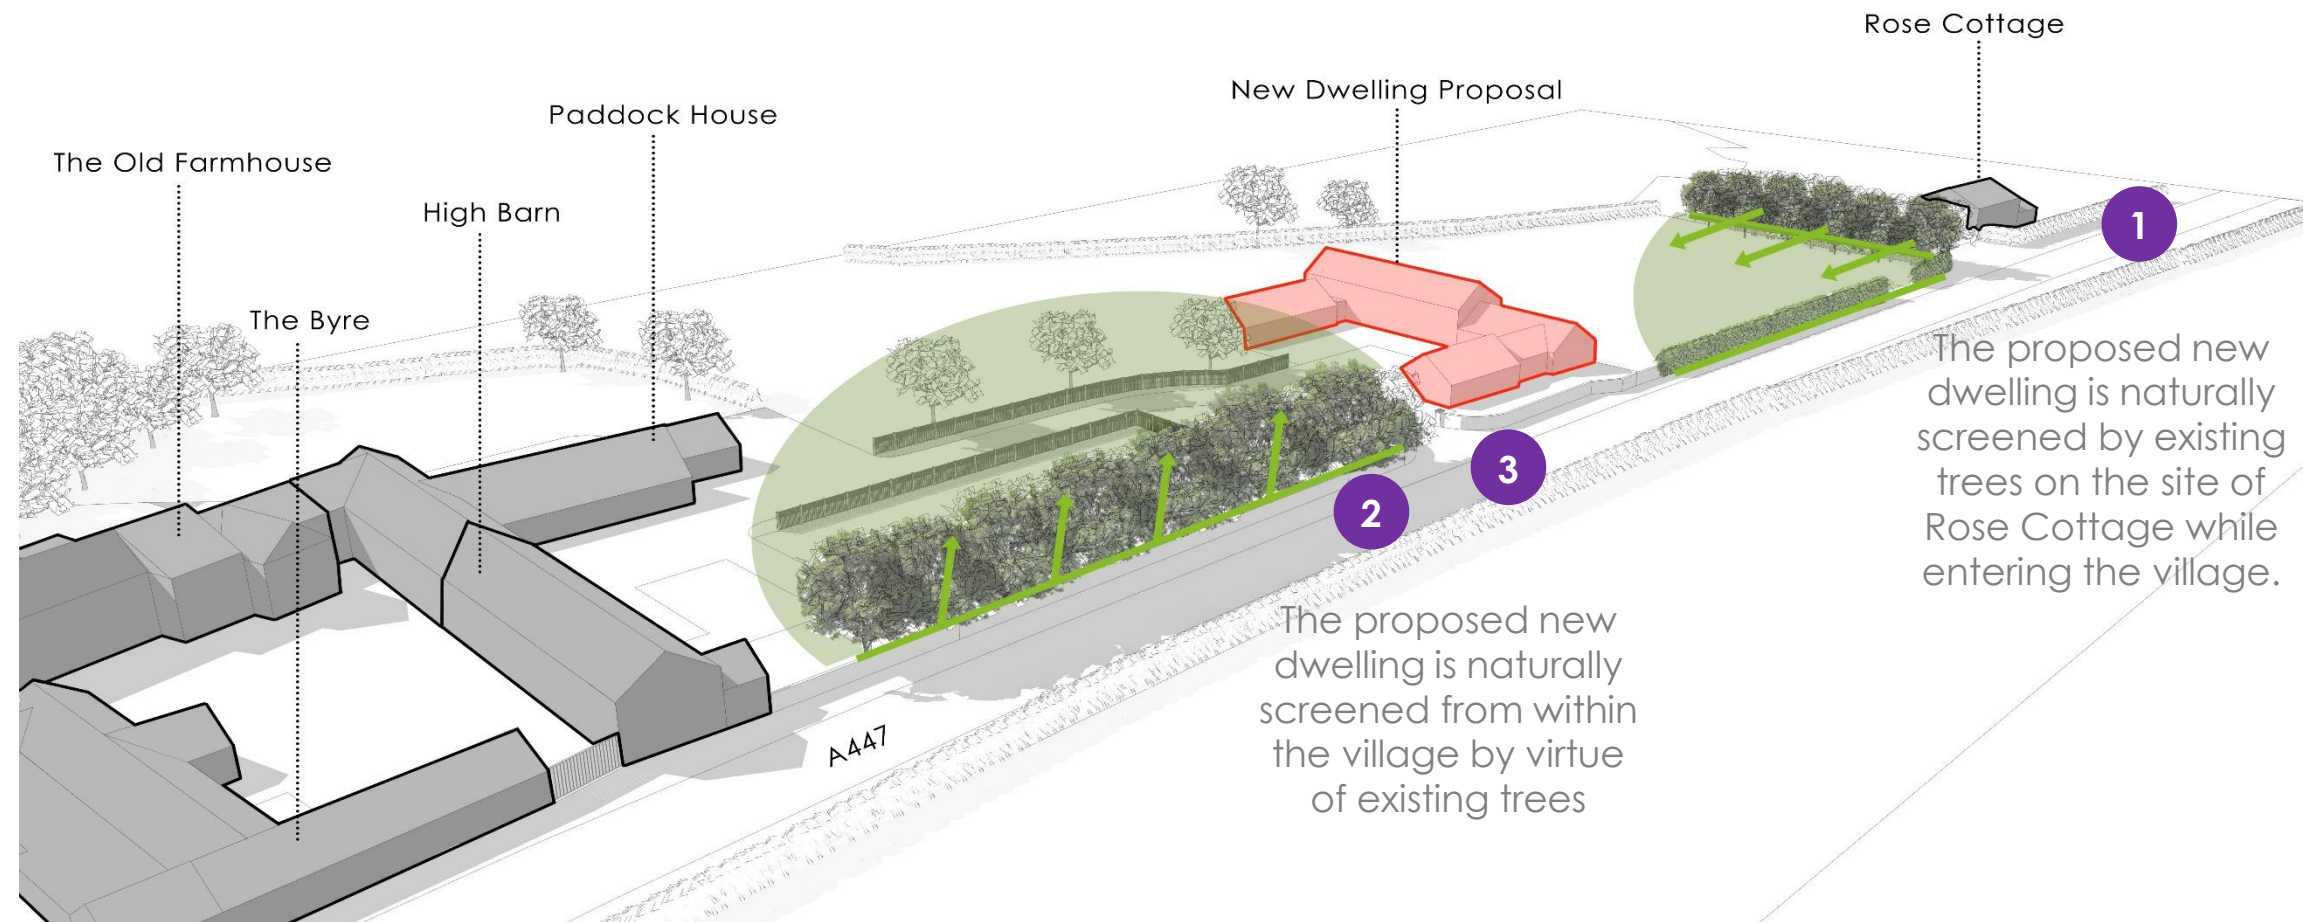 Rose Cottage
New Dwelling Proposal
Paddock House
The Old Farmhouse
High Barn
The Byre
1
3
2
The proposed new
dwelling is naturally
screened by existing
trees on the site of
Rose Cottage while
entering the village.
The proposed new
dwelling is naturally
screened from within
the village by virtue
of existing trees
A447